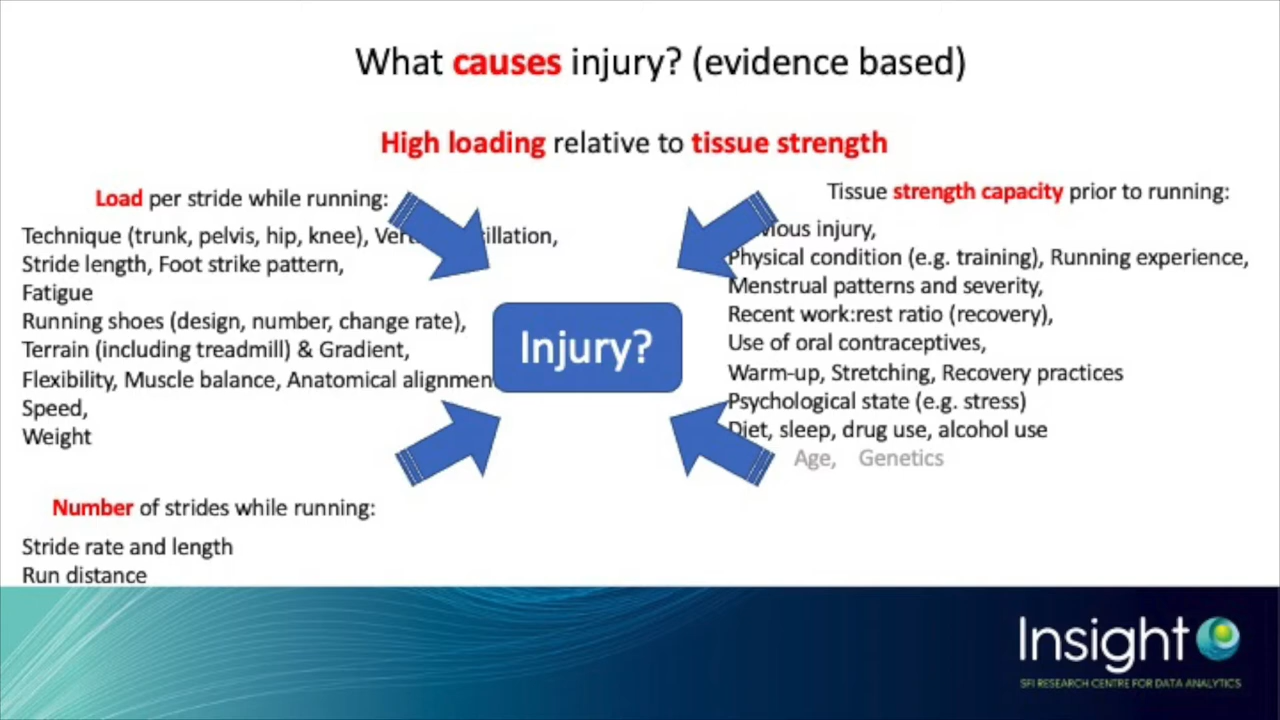 What causes injury? (evidence based)
High loading relative to tissue strength
Load per stride while running:
Technique (trunk, pelvis, hip, knee), Ver illation,
Stride length, Foot strike pattern,
Fatigue
Running shoes (design, number, change rate),
Terrain (including treadmill) & Gradient,
Flexibility, Muscle balance, Anatomical alignmen
Speed,
Weight
Number of strides while running:
Stride rate and length
Run distance
Injury?
Tissue strength capacity prior to running:
ious injury,
Physical condition (e.g. training), Running experience,
Menstrual patterns and severity,
Recent work:rest ratio (recovery),
Use of oral contraceptives,
Warm-up, Stretching, Recovery practices
Psychological state (e.g. stress)
Diet, sleep, drug use, alcohol use
Age, Genetics
Insight
SFI RESEARCH CENTRE FOR DATA ANALYTICS